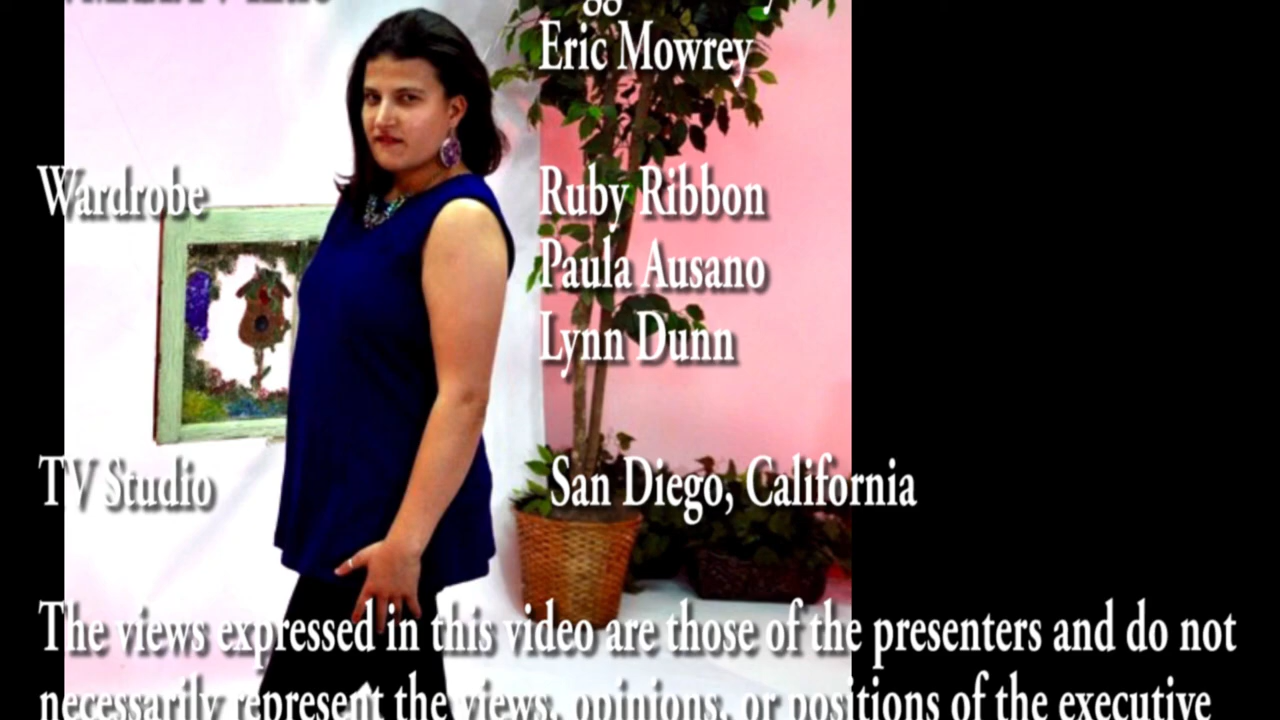 Eric Mowrey
Wardrobe Ruby Ribbon
Paula Ausano
Lynn Dunn
TV Studio San Diego, California
The views expressed in this video are those of the presenters and do not
necessarily represent the views, opinions, or positions of the executive